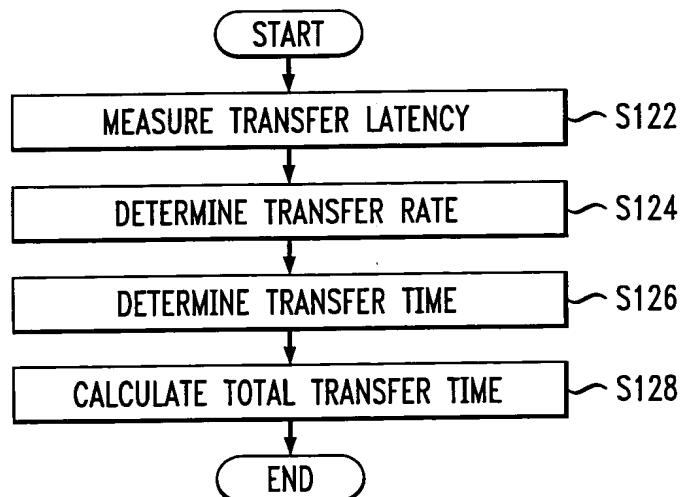 START
MEASURE TRANSFER LATENCY S122
DETERMINE TRANSFER RATE S124
DETERMINE TRANSFER TIME S126
CALCULATE TOTAL TRANSFER TIME S128
END